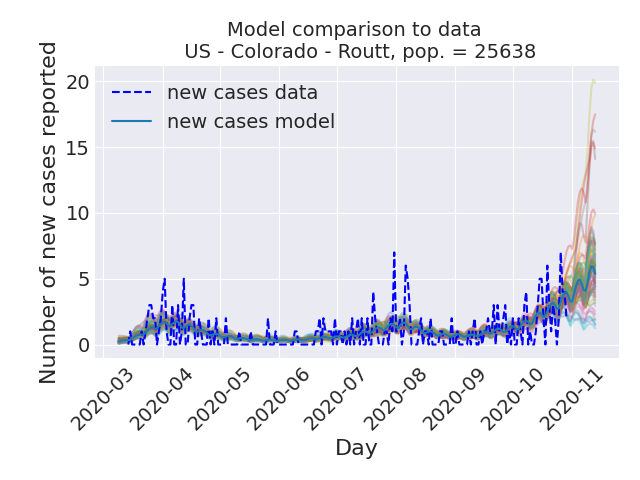 Model comparison to data
US - Colorado - Routt, pop. = 25638
Number of new cases reported
20
15
10
5
0
new cases data
new cases model
2020-03
2020-04
2020-05
2020-06
2020-07
2020-08
2020-09
2020-10
2020-11
Day